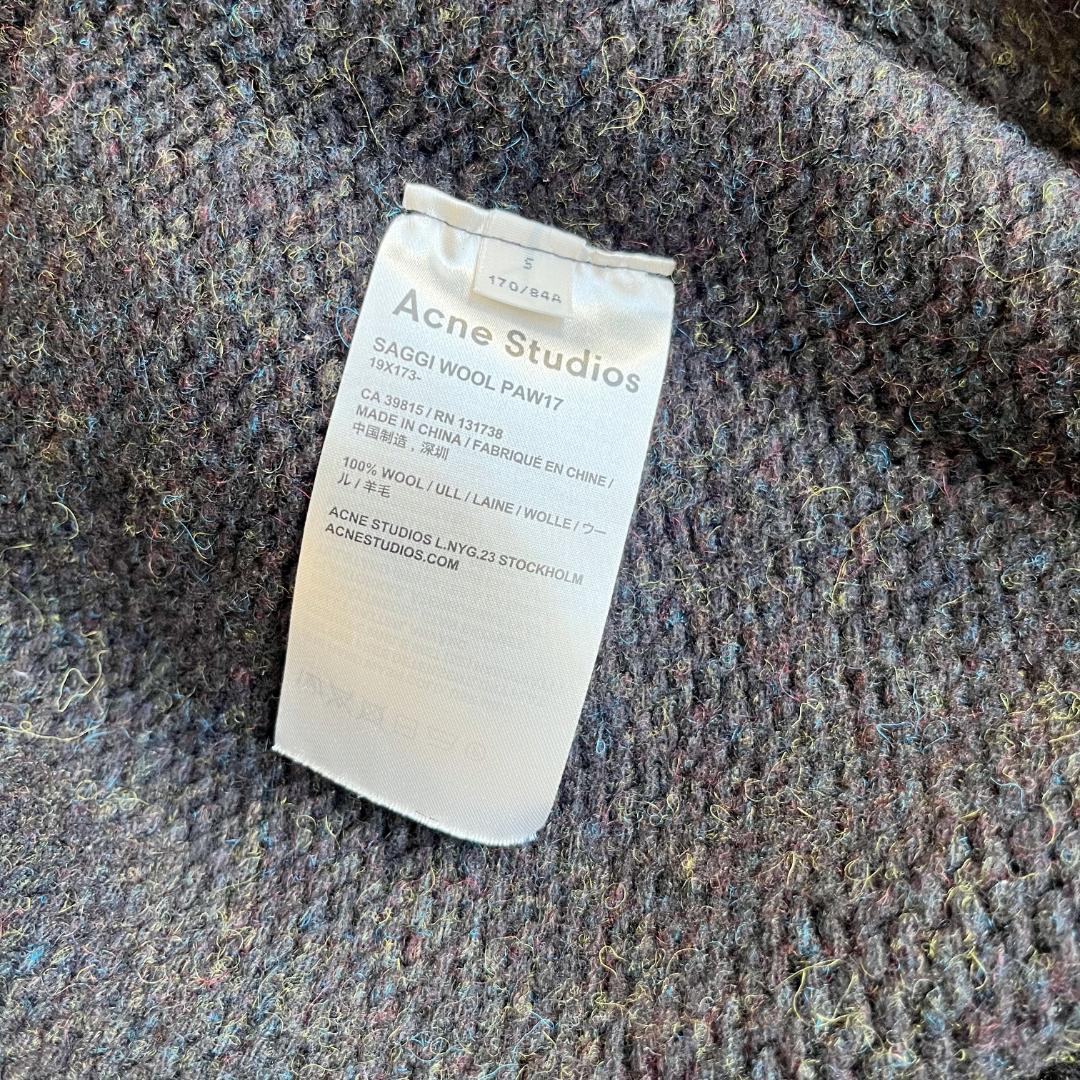 S
170/84A
Acne Studios
SAGGI WOOL PAW17
19X173-
CA 39815 / RN 131738
MADE IN CHINA / FABRIQUÉ EN CHINE /
中国制造，深圳
100% WOOL / ULL / LAINE / WOLLE / ウー
ル / 羊毛
ACNE STUDIOS L.NYG.23 STOCKHOLM
ACNESTUDIOS.COM